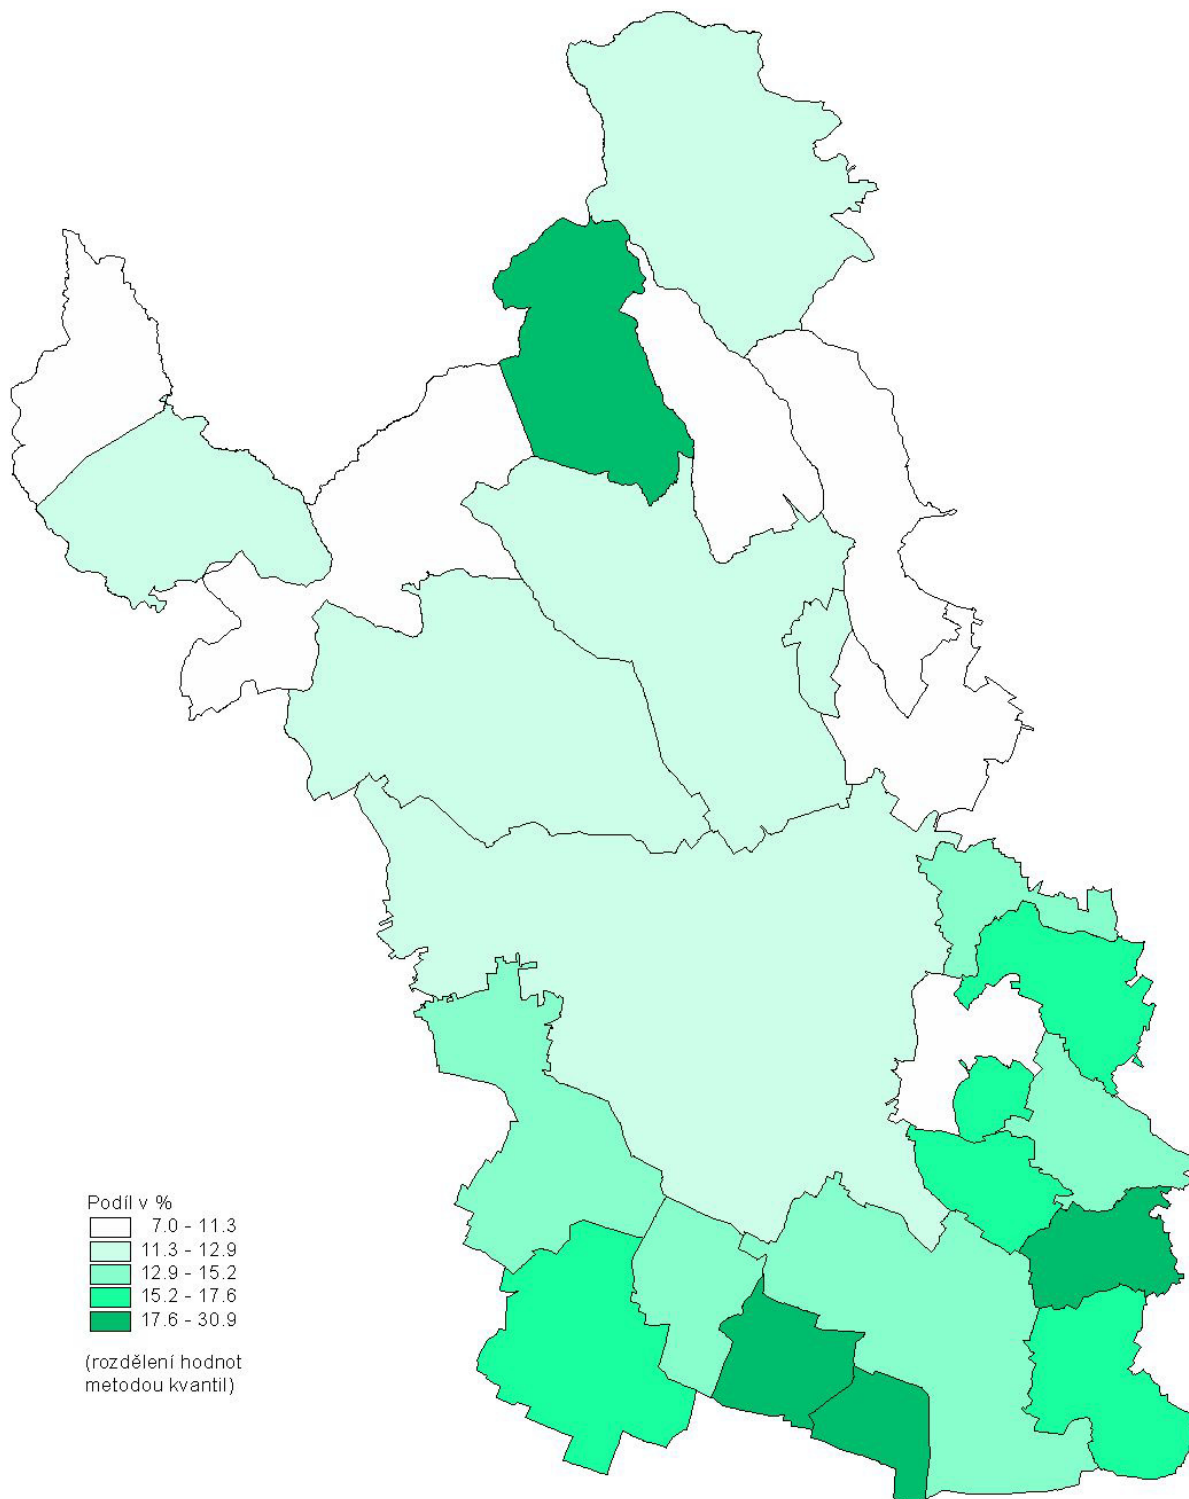 Podíl v %
7.0 - 11.3
11.3 - 12.9
12.9 - 15.2
15.2 - 17.6
17.6 - 30.9
(rozdělení hodnot
metodou kvantil)